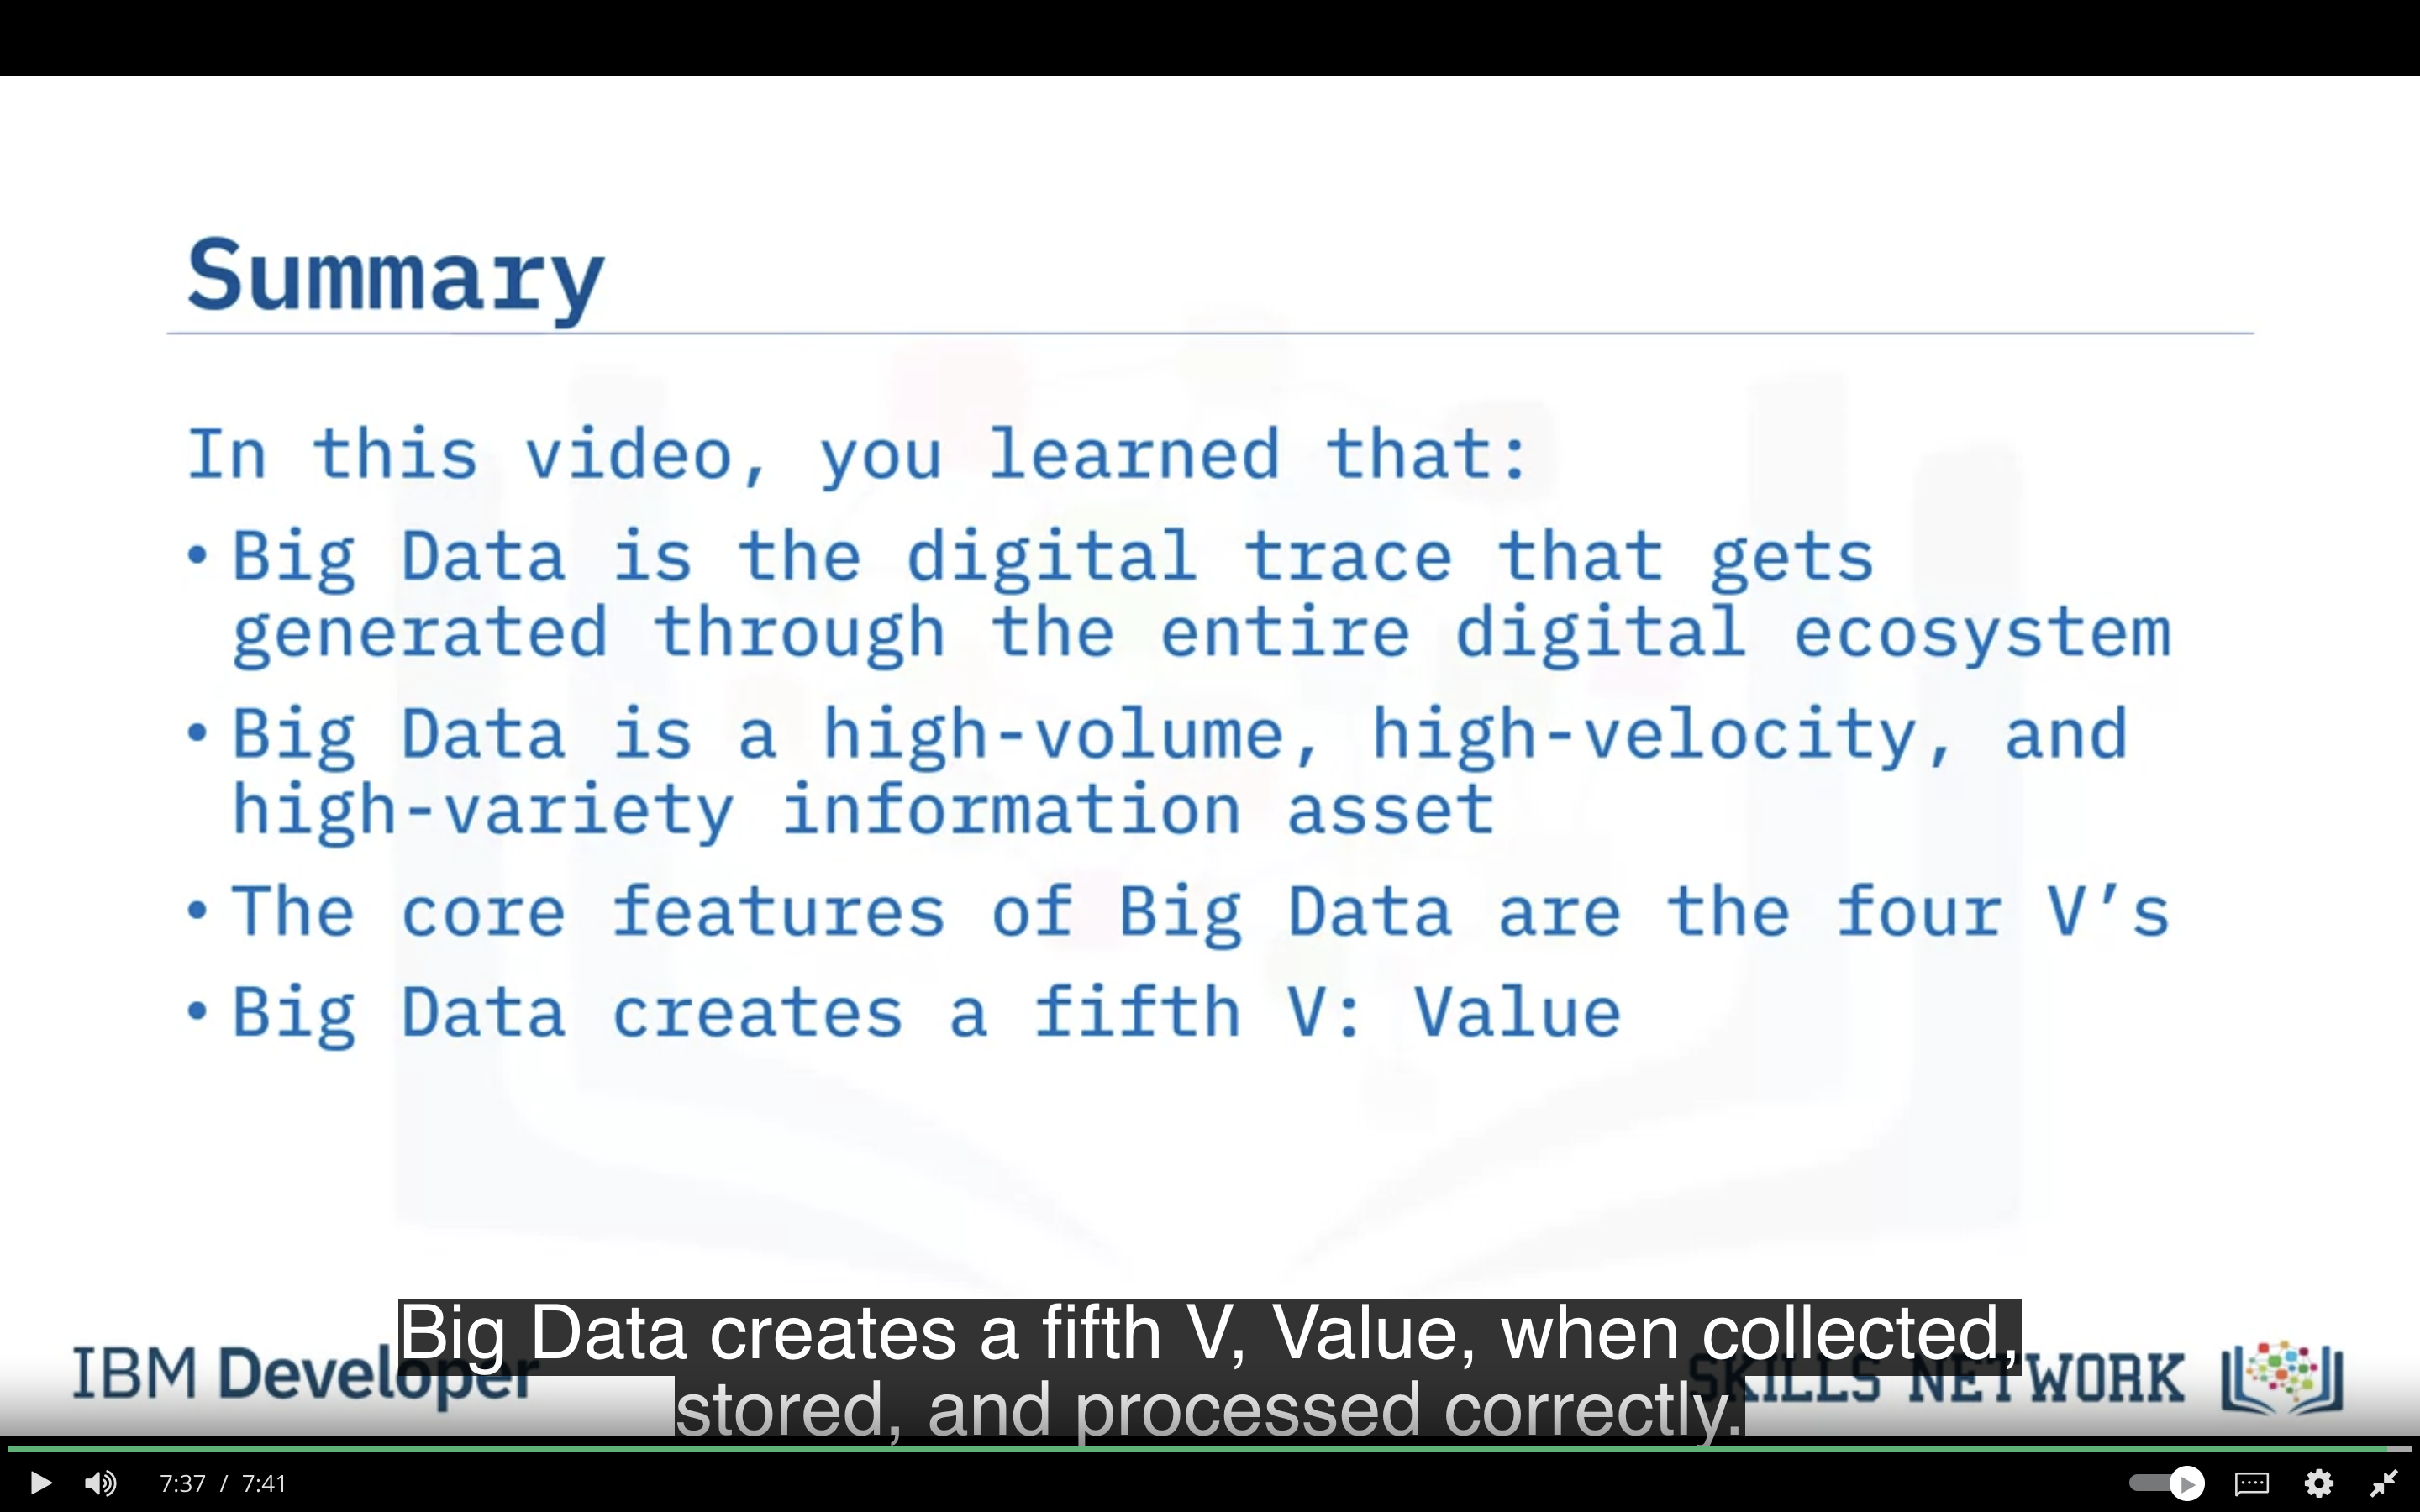 Summary
In this video, you learned that:
• Big Data is the digital trace that gets
generated through the entire digital ecosystem
• Big Data is a high-volume, high-velocity, and
high-variety information asset
• The core features of Big Data are the four V’s
• Big Data creates a fifth V: Value
Big Data creates a fifth V, Value, when collected,
stored, and processed correctly.
IBM Developer
SKILLS NETWORK
7:37 / 7:41